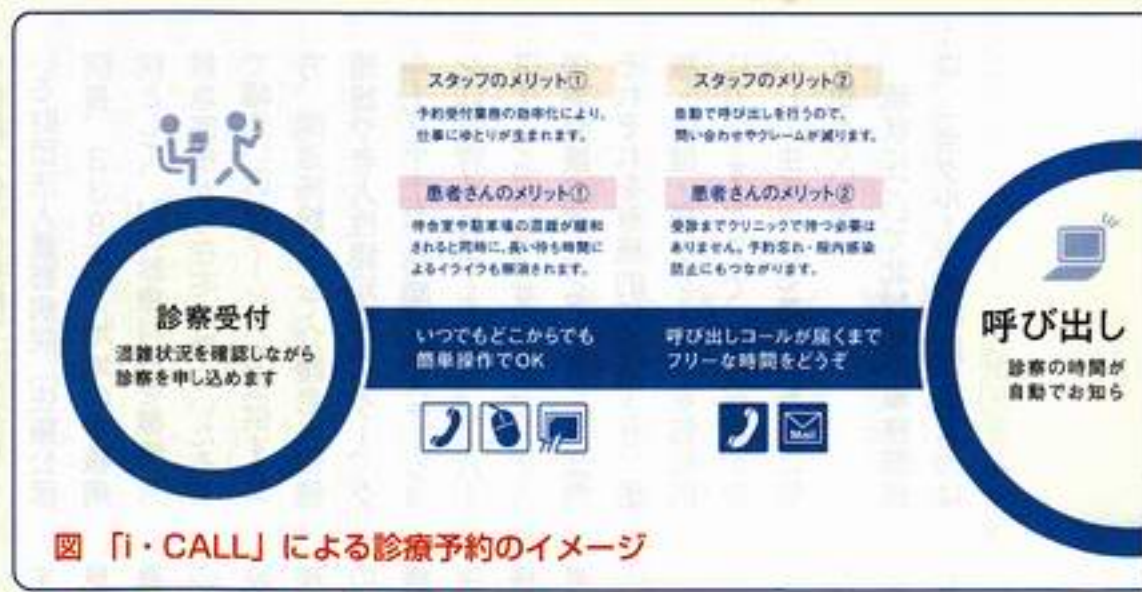 スタッフのメリット①
予約受付業務の効率化により、
仕事にゆとりが生まれます。
スタッフのメリット②
自動で呼び出しを行うので、
問い合わせやクレームが減ります。
患者さんのメリット①
待合室や駐車場の混雑が緩和
されると同時に、長い待ち時間に
よるイライラも解消されます。
患者さんのメリット②
受診までクリニックで待つ必要は
ありません。予約忘れ・院内感染
防止にもつながります。
診察受付
混雑状況を確認しながら
診察を申し込めます
いつでもどこからでも
簡単操作でOK
呼び出しコールが届くまで
フリーな時間をどうぞ
Mail
呼び出し
診察の時間が
自動でお知ら
図 「i・CALL」による診療予約のイメージ